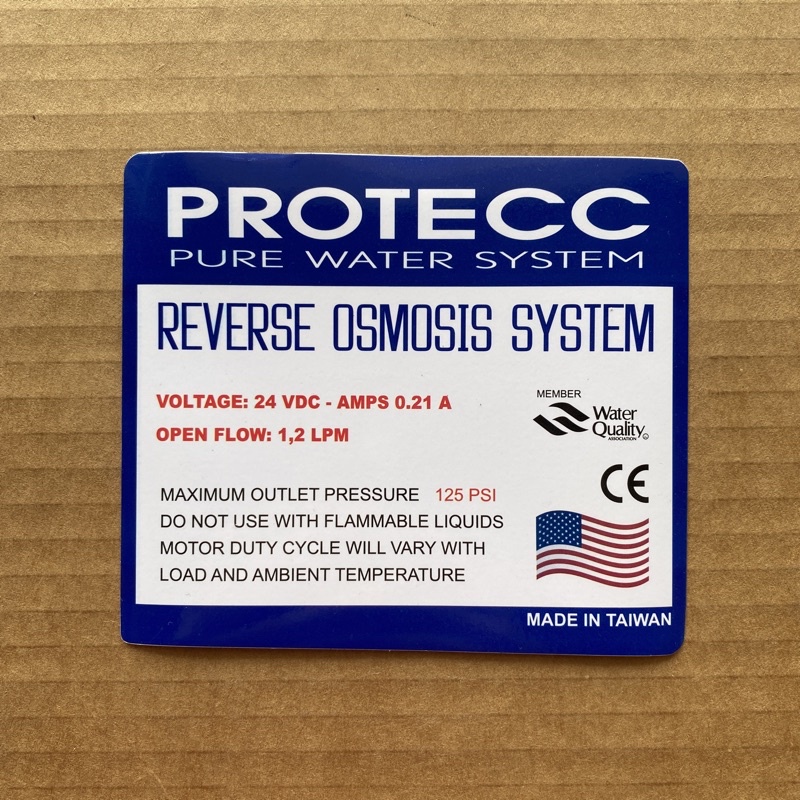 PROTECC
PURE WATER SYSTEM
REVERSE OSMOSIS SYSTEM
VOLTAGE: 24 VDC - AMPS 0.21 A
OPEN FLOW: 1,2 LPM
MEMBER
Water
Quality
ASSOCIATION
CE
MAXIMUM OUTLET PRESSURE 125 PSI
DO NOT USE WITH FLAMMABLE LIQUIDS
MOTOR DUTY CYCLE WILL VARY WITH
LOAD AND AMBIENT TEMPERATURE
MADE IN TAIWAN